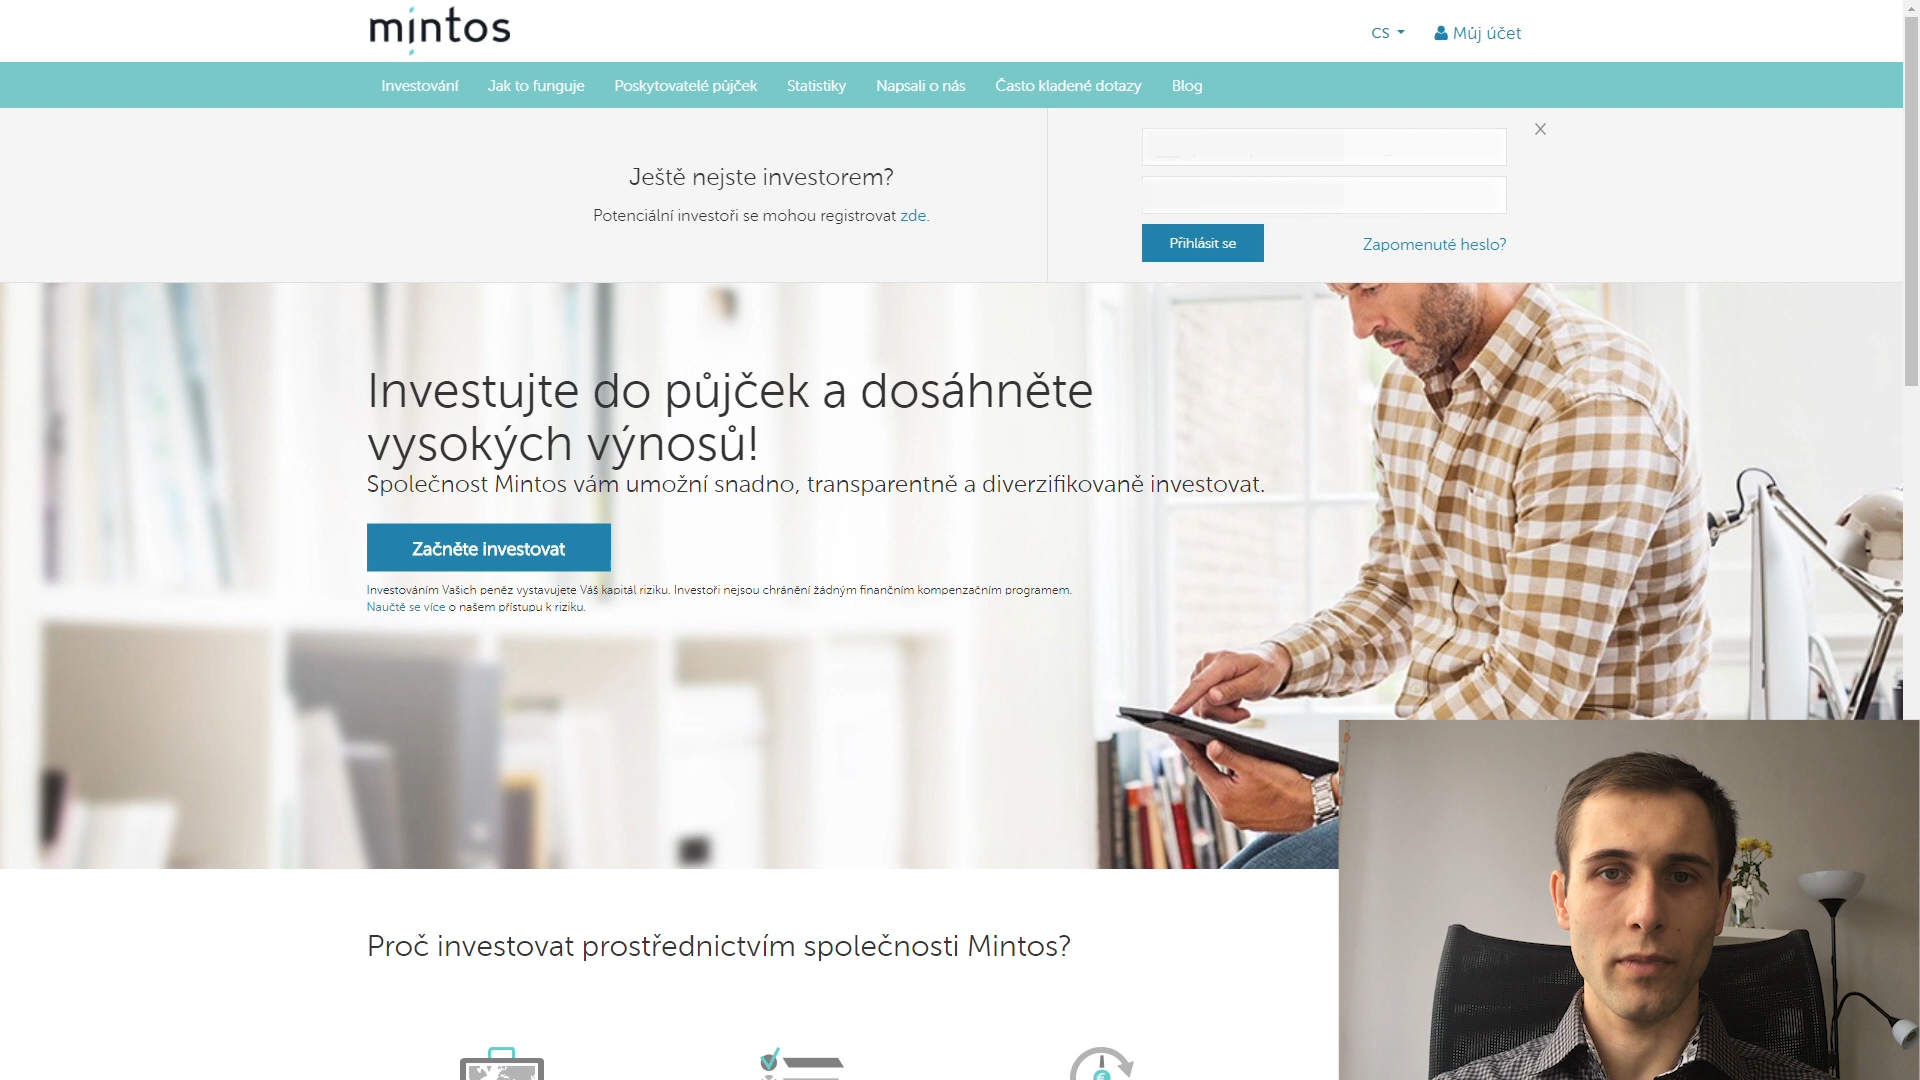 mintos
CS
Můj účet
Investování
Jak to funguje
Poskytovatelé půjček
Statistiky
Napsali o nás
Často kladené dotazy
Blog
Ještě nejste investorem?
Potenciální investoři se mohou registrovat zde.
Přihlásit se
Zapomenuté heslo?
Investujte do půjček a dosáhněte
vysokých výnosů!
Společnost Mintos vám umožní snadno, transparentně a diverzifikovaně investovat.
Začněte investovat
Investováním Vašich peněz vystavujete Váš kapitál riziku. Investoři nejsou chránění žádným finančním kompenzačním programem.
Naučtě se více o našem přístupu k riziku.
Proč investovat prostřednictvím společnosti Mintos?